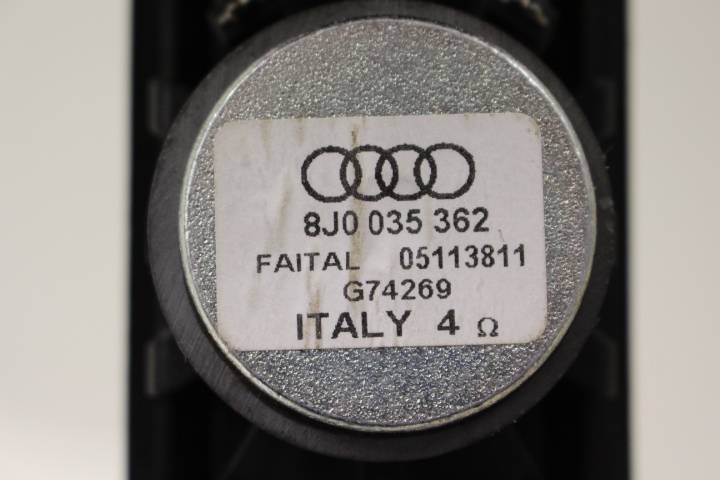 8J0 035 362
FAITAL 05113811
G74269
ITALY 4 Ω